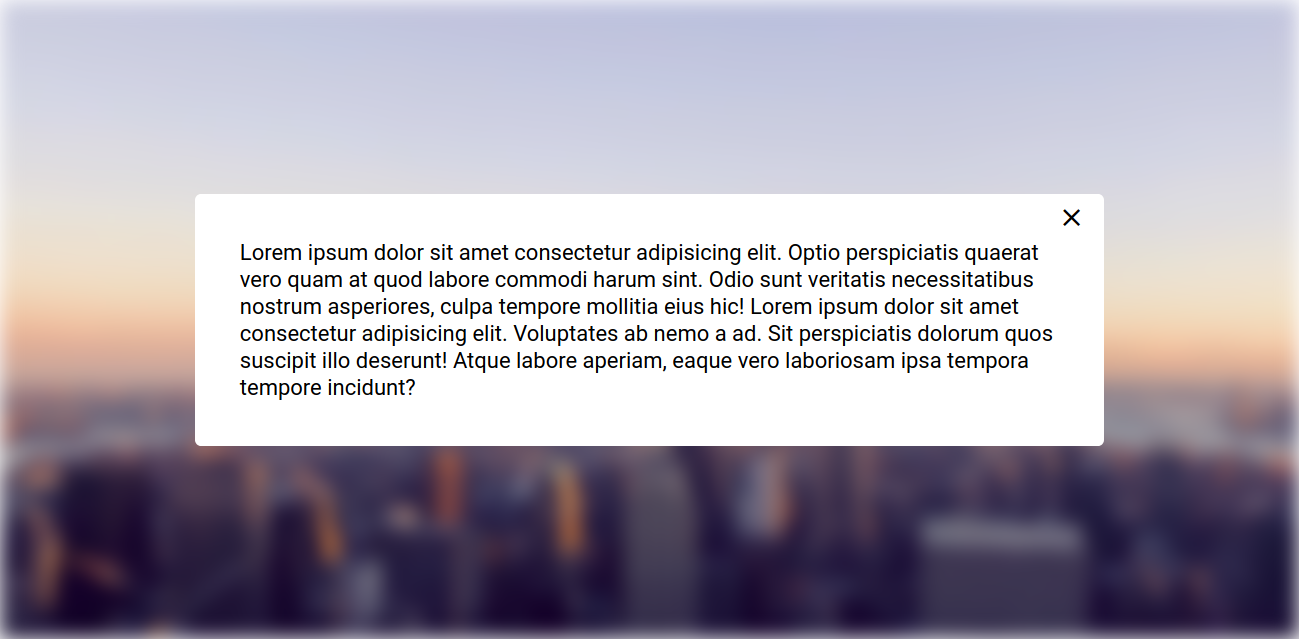 Lorem ipsum dolor sit amet consectetur adipisicing elit. Optio perspiciatis quaerat
vero quam at quod labore commodi harum sint. Odio sunt veritatis necessitatibus
nostrum asperiores, culpa tempore mollitia eius hic! Lorem ipsum dolor sit amet
consectetur adipisicing elit. Voluptates ab nemo a ad. Sit perspiciatis dolorum quos
suscipit illo deserunt! Atque labore aperiam, eaque vero laboriosam ipsa tempora
tempore incidunt?